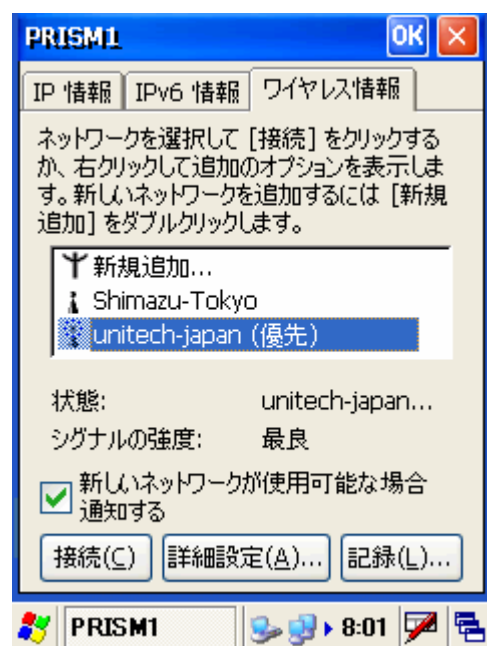 PRISM1 OK
IP 情報 IPv6 情報 ワイヤレス情報
ネットワークを選択して [接続] をクリックする
か、右クリックして追加のオプションを表示しま
す。新しいネットワークを追加するには [新規
追加] をダブルクリックします。
新規追加...
Shimazu-Tokyo
unitech-japan (優先)
状態: unitech-japan...
シグナルの強度: 最良
新しいネットワークが使用可能な場合
通知する
接続(C) 詳細設定(A)... 記録(L)...
PRISM1 8:01